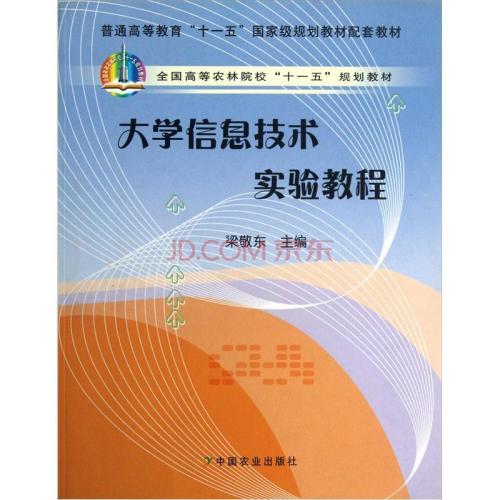 普通高等教育“十一五”国家级规划教材配套教材
全国高等农林院校“十一五”规划教材
大学信息技术
实验教程
梁敬东 主编
JD.COM 京东
中国农业出版社